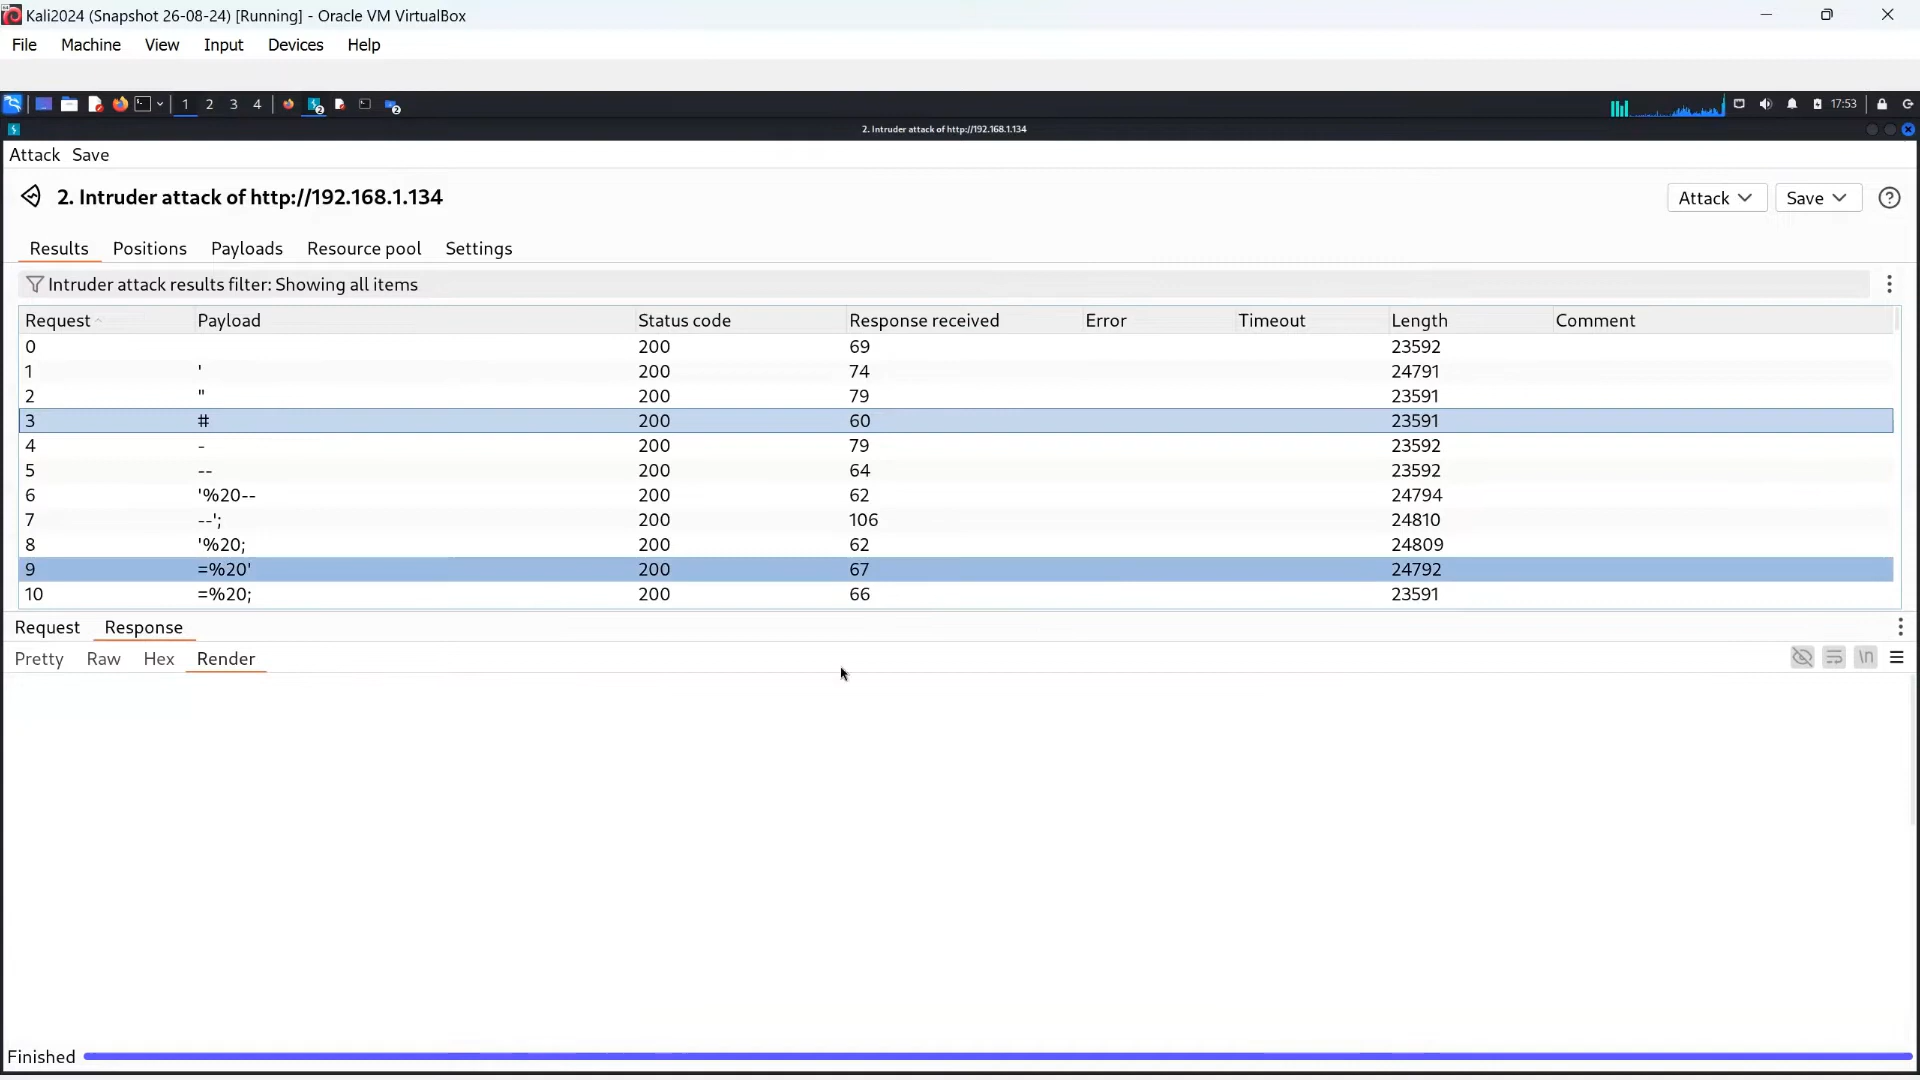 Kali2024 (Snapshot 26-08-24) [Running] - Oracle VM VirtualBox
File Machine View Input Devices Help
1 2 3 4 17:53
2. Intruder attack of http://192.168.1.134
Attack Save
2. Intruder attack of http://192.168.1.134 Attack Save
Results Positions Payloads Resource pool Settings
Intruder attack results filter: Showing all items
Request Payload Status code Response received Error Timeout Length Comment
0 200 69 23592
1 ' 200 74 24791
2 " 200 79 23591
3 # 200 60 23591
4 - 200 79 23592
5 -- 200 64 23592
6 '%20-- 200 62 24794
7 --'; 200 106 24810
8 '%20; 200 62 24809
9 =%20' 200 67 24792
10 =%20; 200 66 23591
Request Response
Pretty Raw Hex Render \n
Finished